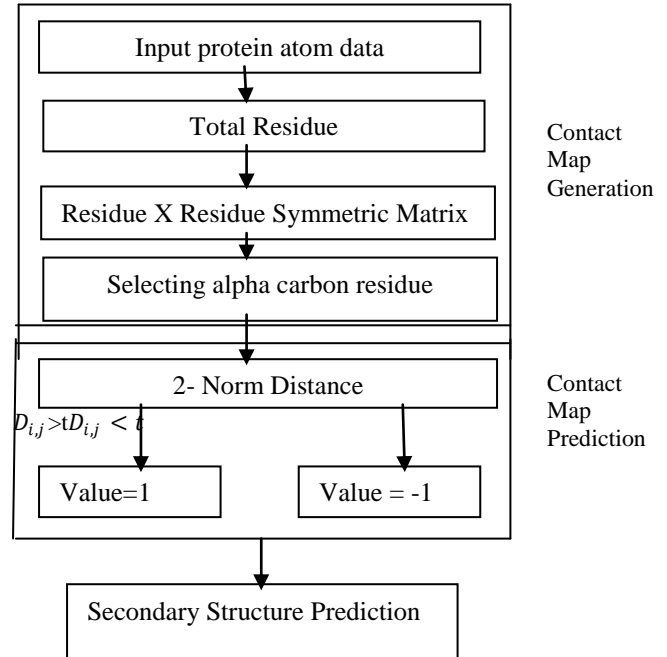 Input protein atom data
Total Residue
Residue X Residue Symmetric Matrix
Selecting alpha carbon residue
Contact
Map
Generation
2- Norm Distance
D_{i,j} >tD_{i,j} < t
Value=1
Value = -1
Contact
Map
Prediction
Secondary Structure Prediction